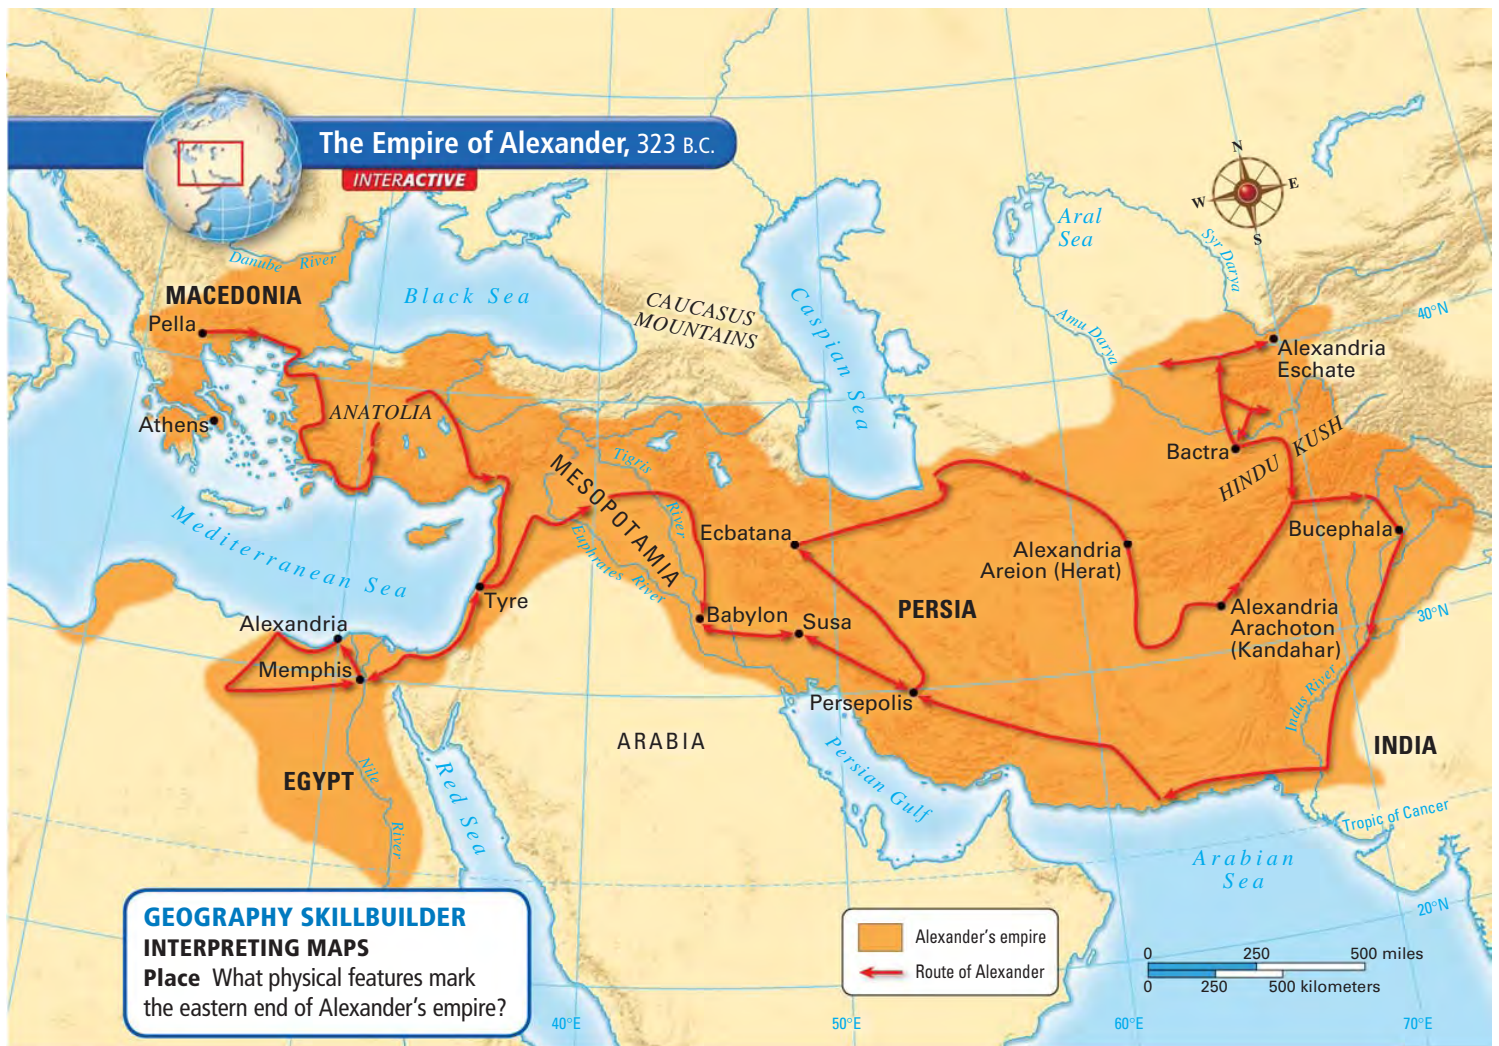 The Empire of Alexander, 323 B.C.
INTERACTIVE
N
W
E
S
Aral
Sea
Syr Darya
Danube River
MACEDONIA
Black Sea
CAUCASUS
MOUNTAINS
Caspian Sea
Amu Darya
40°N
Pella
Alexandria
Eschate
Athens
ANATOLIA
Bactra
HINDU KUSH
MESOPOTAMIA
Tigris River
Euphrates River
Mediterranean Sea
Ecbatana
Bucephala
Alexandria
Areion (Herat)
Tyre
PERSIA
Alexandria
Arachoton
(Kandahar)
30°N
Alexandria
Babylon
Susa
Memphis
Persepolis
Indus River
ARABIA
INDIA
EGYPT
Nile River
Red Sea
Persian Gulf
Tropic of Cancer
Arabian
Sea
20°N
GEOGRAPHY SKILLBUILDER
INTERPRETING MAPS
Place What physical features mark
the eastern end of Alexander’s empire?
Alexander’s empire
Route of Alexander
0 250 500 miles
0 250 500 kilometers
40°E
50°E
60°E
70°E